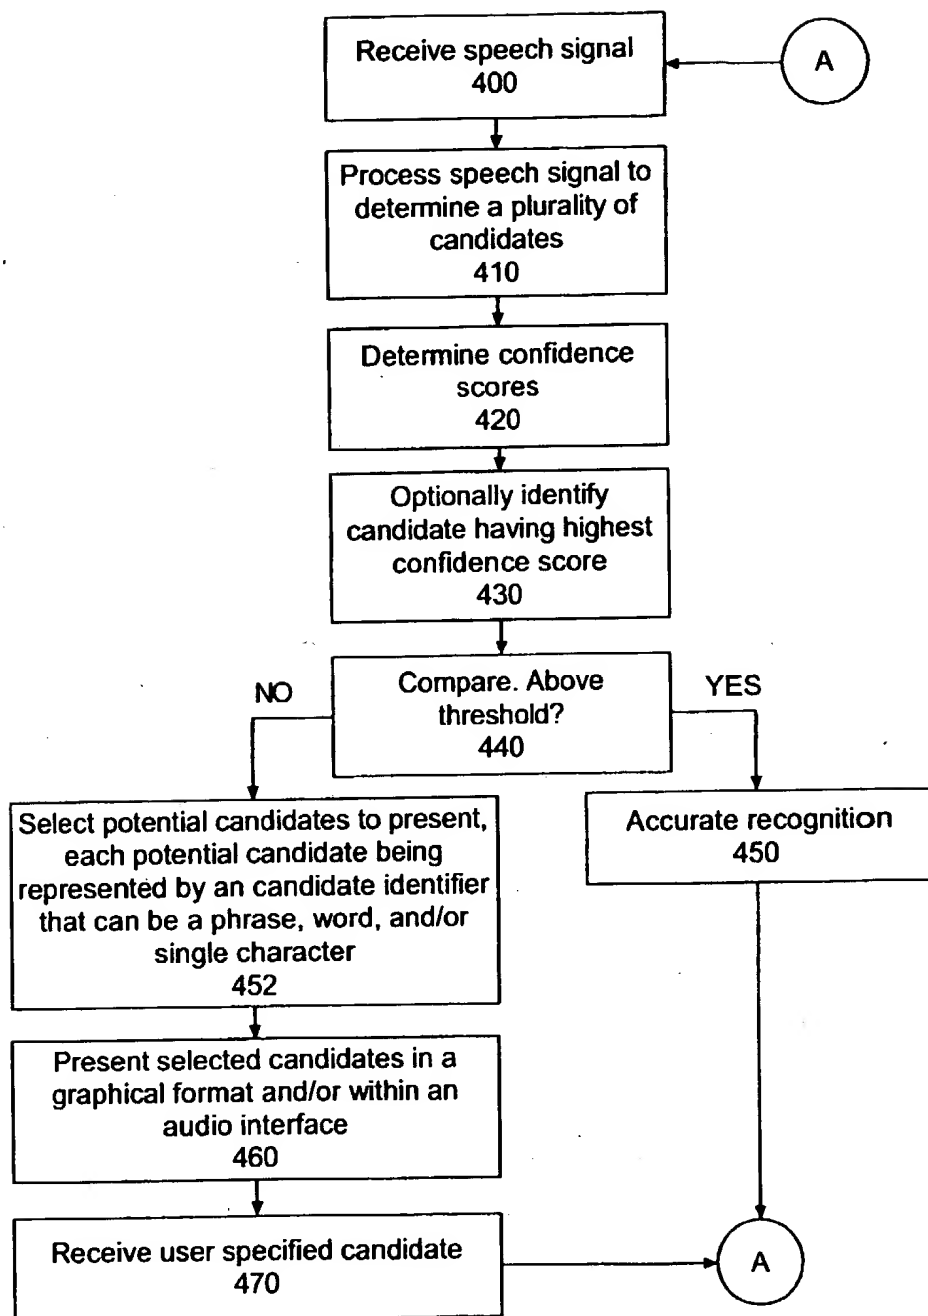 Receive speech signal
400
A
Process speech signal to
determine a plurality of
candidates
410
Determine confidence
scores
420
Optionally identify
candidate having highest
confidence score
430
NO
Compare. Above
threshold?
440
YES
Select potential candidates to present,
each potential candidate being
represented by an candidate identifier
that can be a phrase, word, and/or
single character
452
Accurate recognition
450
Present selected candidates in a
graphical format and/or within an
audio interface
460
Receive user specified candidate
470
A